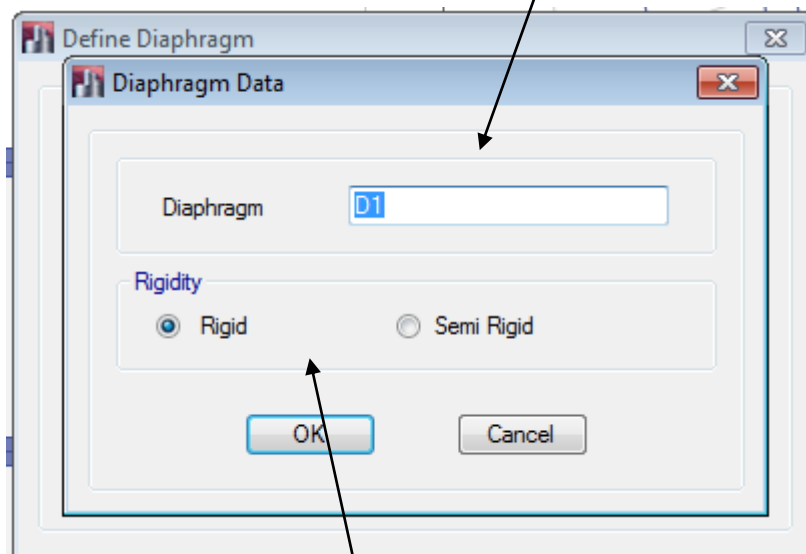 Define Diaphragm
Diaphragm Data
Diaphragm D1
Rigidity
Rigid Semi Rigid
OK Cancel